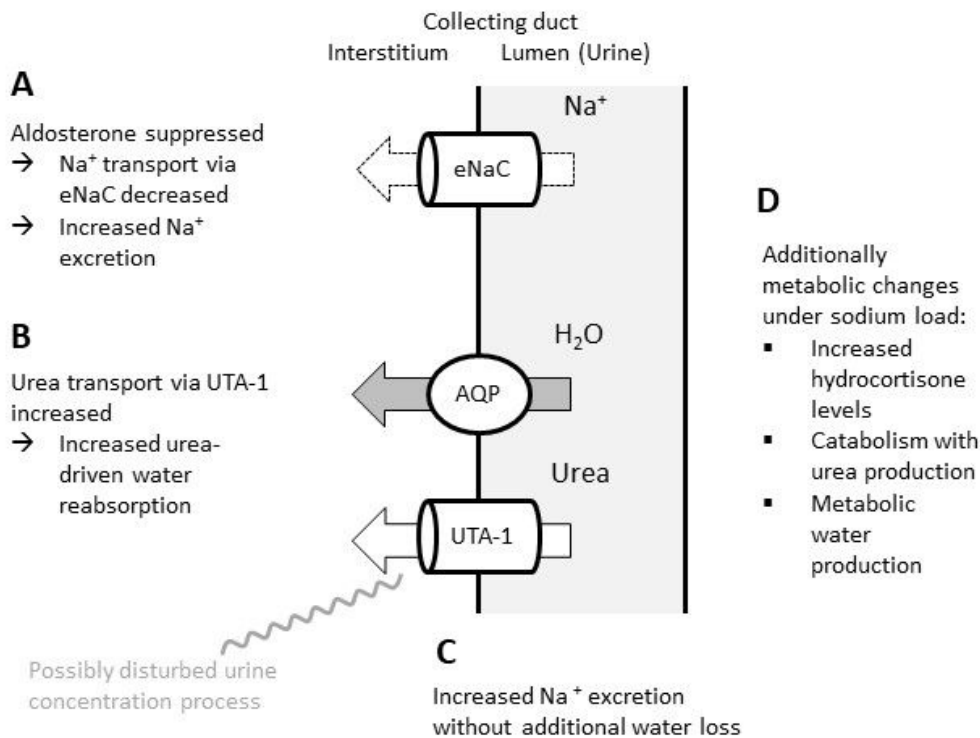 Collecting duct
Interstitium Lumen (Urine)
A
Aldosterone suppressed
→ Na⁺ transport via
eNaC decreased
→ Increased Na⁺
excretion
B
Urea transport via UTA-1
increased
→ Increased urea-
driven water
reabsorption
Na⁺
eNaC
H₂O
AQP
Urea
UTA-1
Possibly disturbed urine
concentration process
C
Increased Na ⁺ excretion
without additional water loss
D
Additionally
metabolic changes
under sodium load:
▪ Increased
hydrocortisone
levels
▪ Catabolism with
urea production
▪ Metabolic
water
production